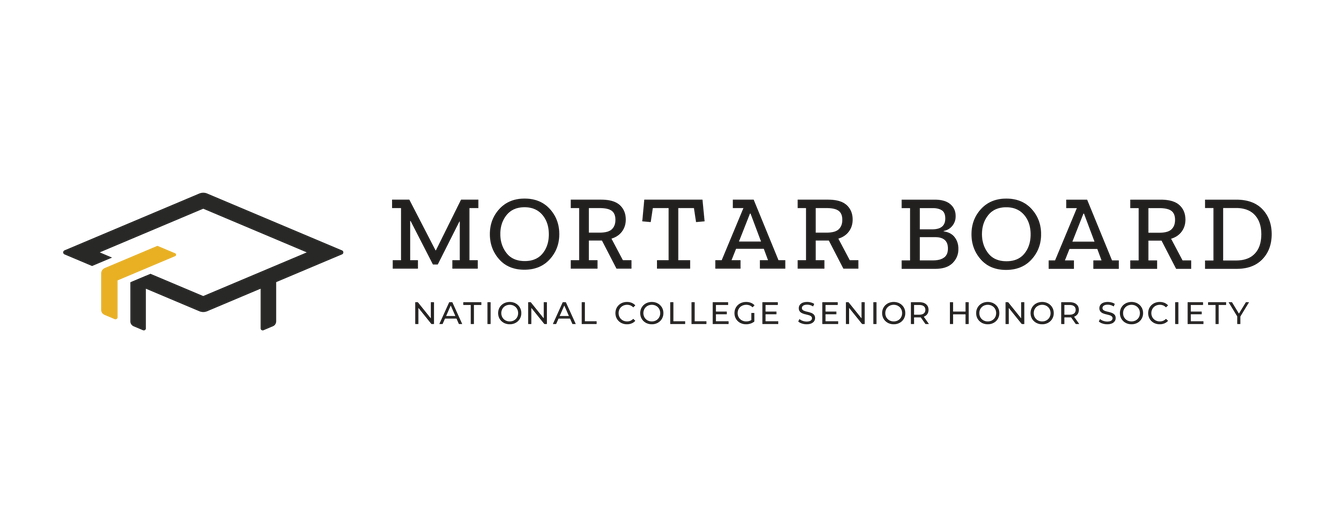 MORTAR BOARD
NATIONAL COLLEGE SENIOR HONOR SOCIETY